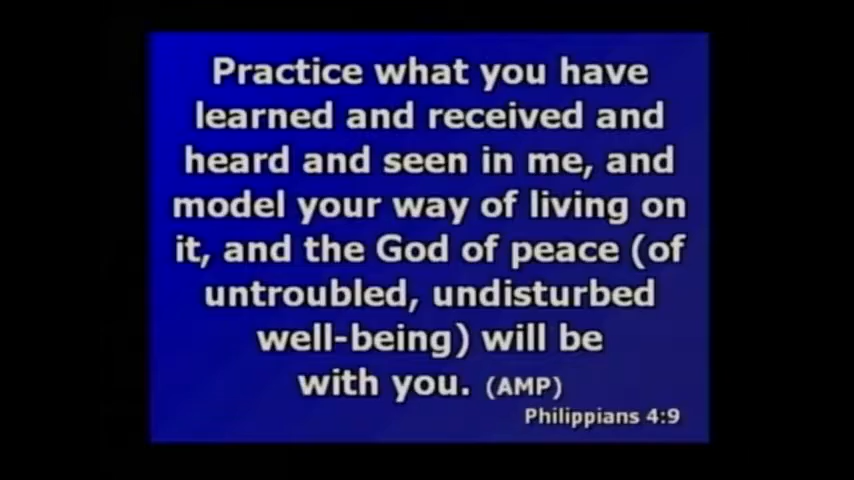 Practice what you have
learned and received and
heard and seen in me, and
model your way of living on
it, and the God of peace (of
untroubled, undisturbed
well-being) will be
with you. (AMP)
Philippians 4:9